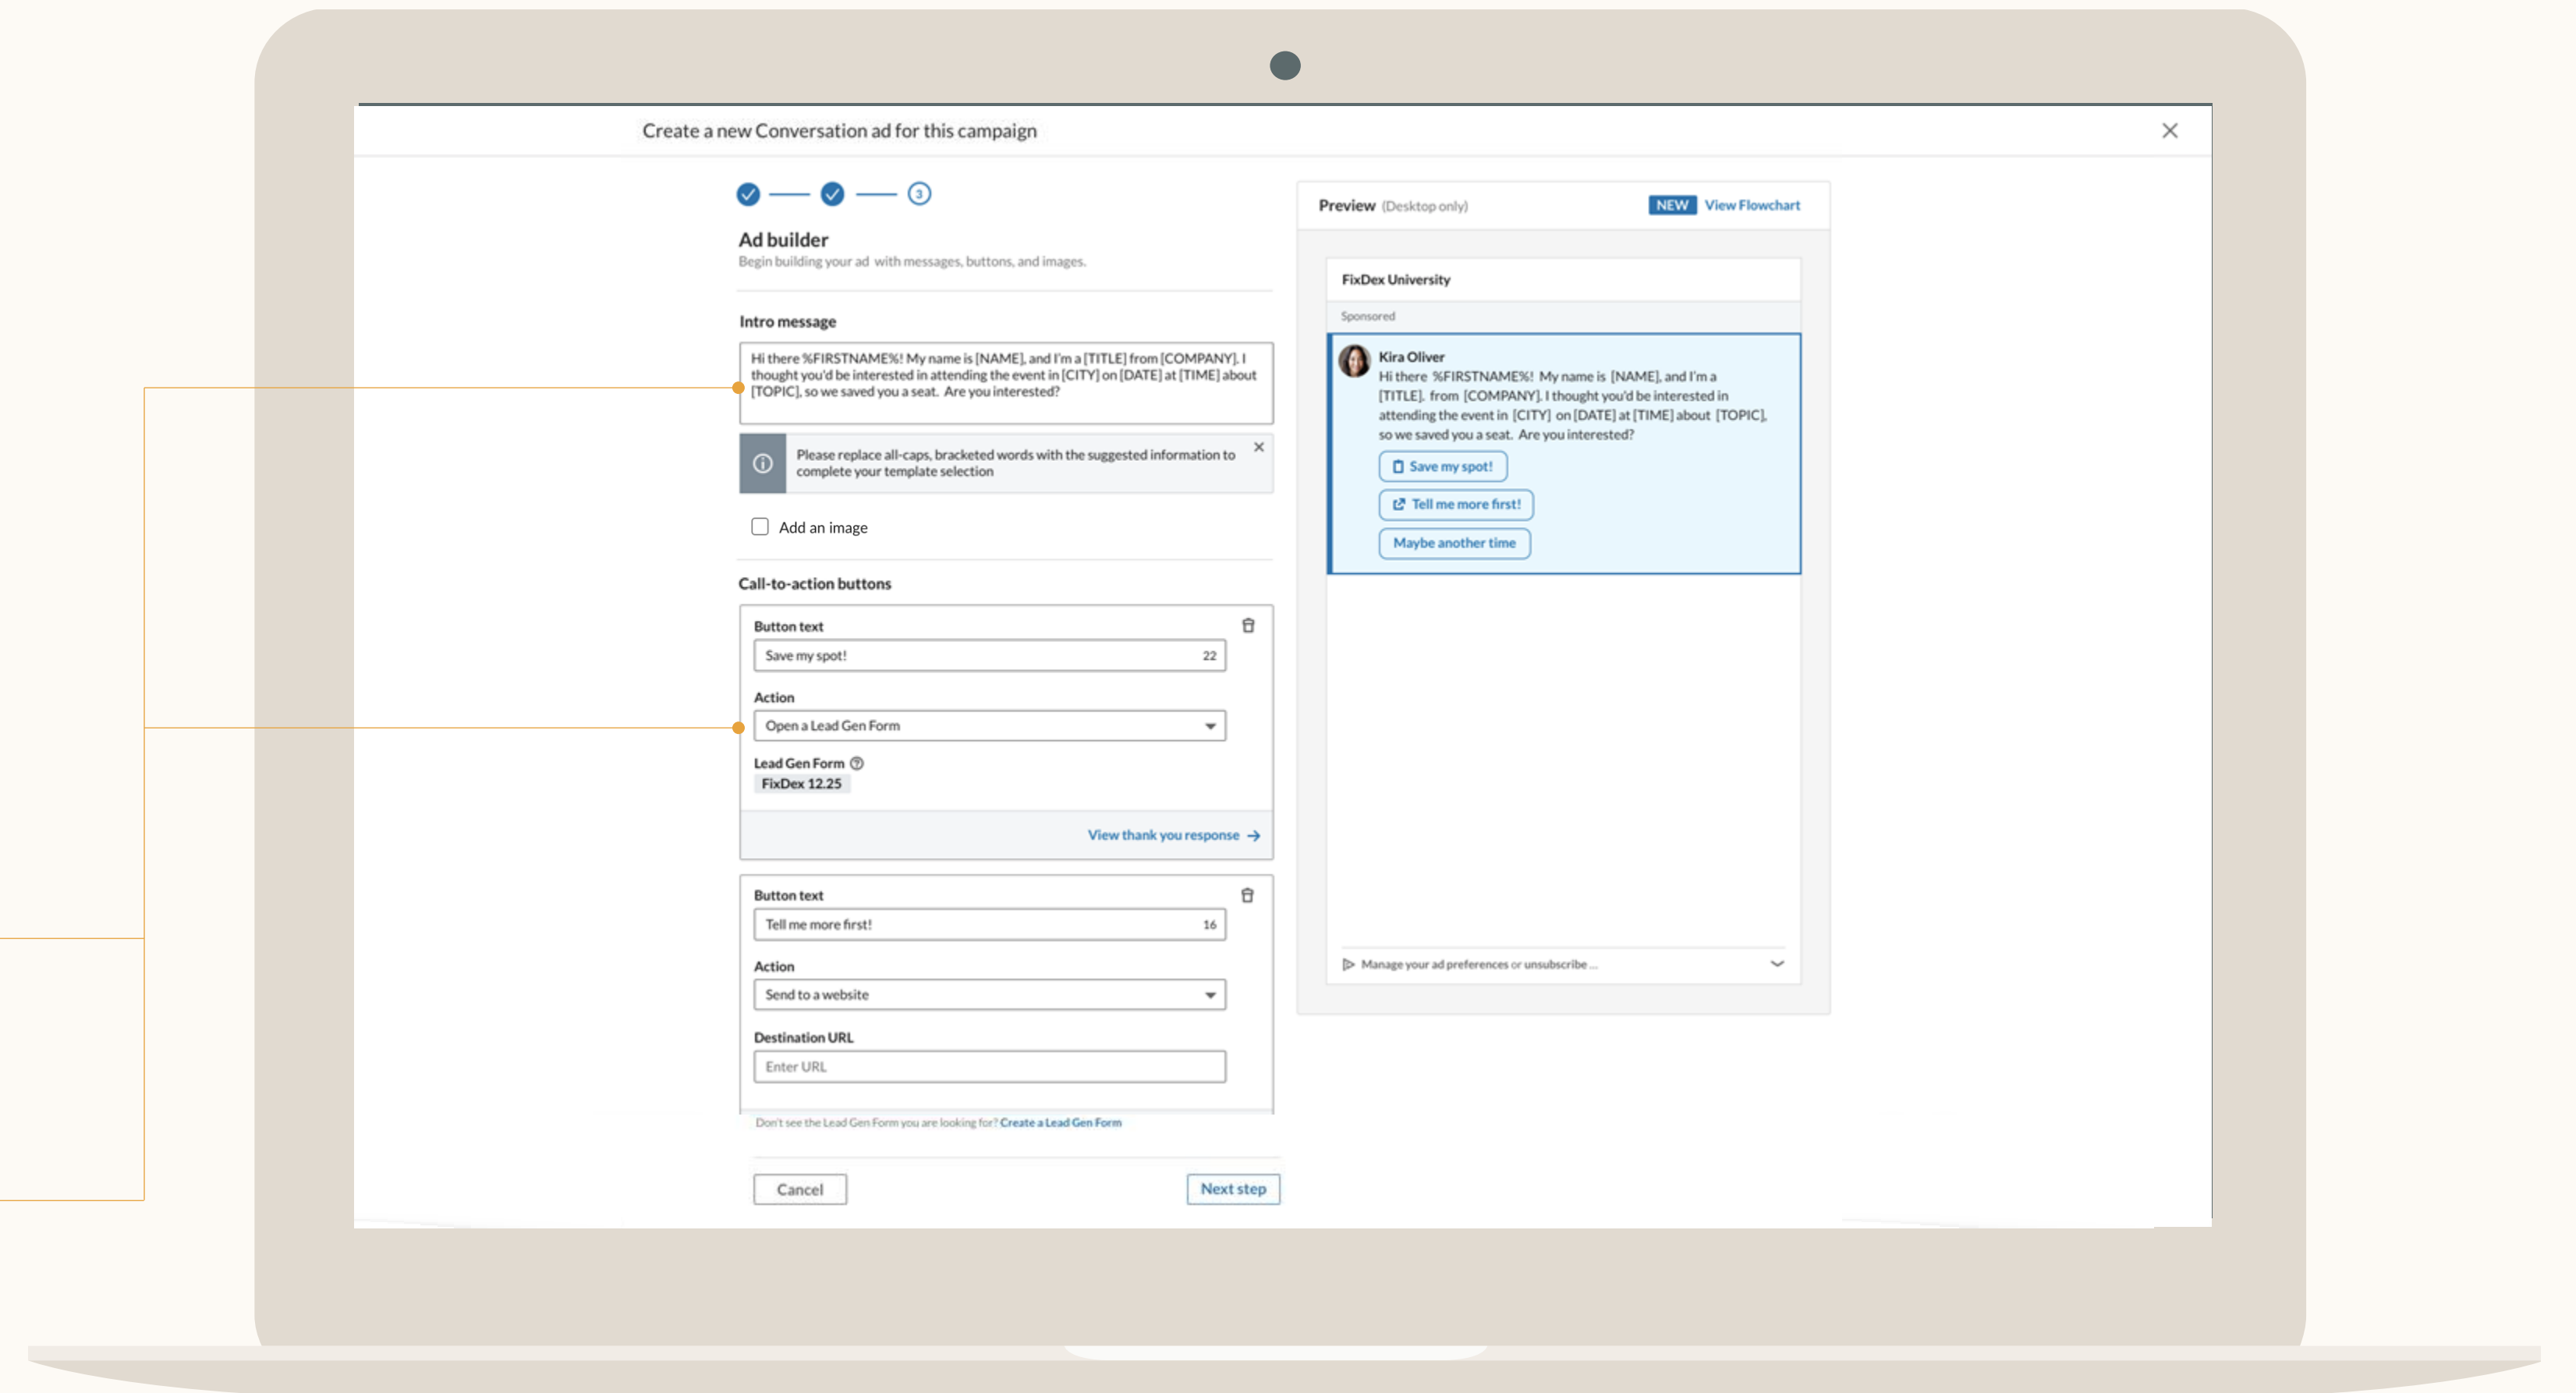 Create a new Conversation ad for this campaign
3
Ad builder
Begin building your ad with messages, buttons, and images.
Intro message
Hi there %FIRSTNAME%! My name is [NAME], and I'm a [TITLE] from [COMPANY]. I
thought you'd be interested in attending the event in [CITY] on [DATE] at [TIME] about
[TOPIC], so we saved you a seat. Are you interested?
Please replace all-caps, bracketed words with the suggested information to
complete your template selection
Add an image
Call-to-action buttons
Button text
Save my spot! 22
Action
Open a Lead Gen Form
Lead Gen Form
FixDex 12.25
View thank you response
Button text
Tell me more first! 16
Action
Send to a website
Destination URL
Enter URL
Don't see the Lead Gen Form you are looking for? Create a Lead Gen Form
Cancel
Next step
Preview (Desktop only)
NEW View Flowchart
FixDex University
Sponsored
Kira Oliver
Hi there %FIRSTNAME%! My name is [NAME], and I'm a
[TITLE]. from [COMPANY]. I thought you'd be interested in
attending the event in [CITY] on [DATE] at [TIME] about [TOPIC],
so we saved you a seat. Are you interested?
Save my spot!
Tell me more first!
Maybe another time
Manage your ad preferences or unsubscribe ...